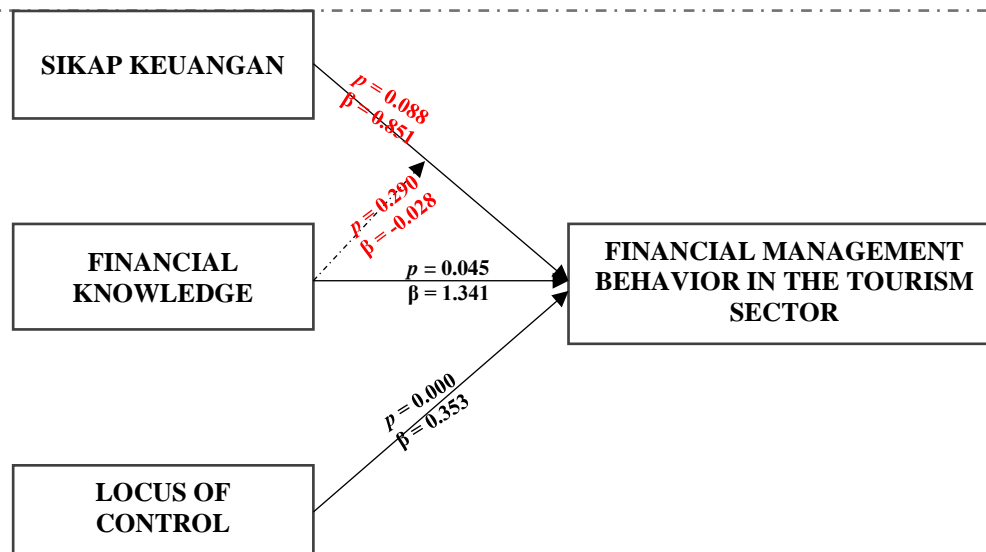 SIKAP KEUANGAN
p = 0.088
β = 0.851
p = 0.290
β = -0.028
FINANCIAL
KNOWLEDGE
p = 0.045
β = 1.341
FINANCIAL MANAGEMENT
BEHAVIOR IN THE TOURISM
SECTOR
p = 0.000
β = 0.353
LOCUS OF
CONTROL